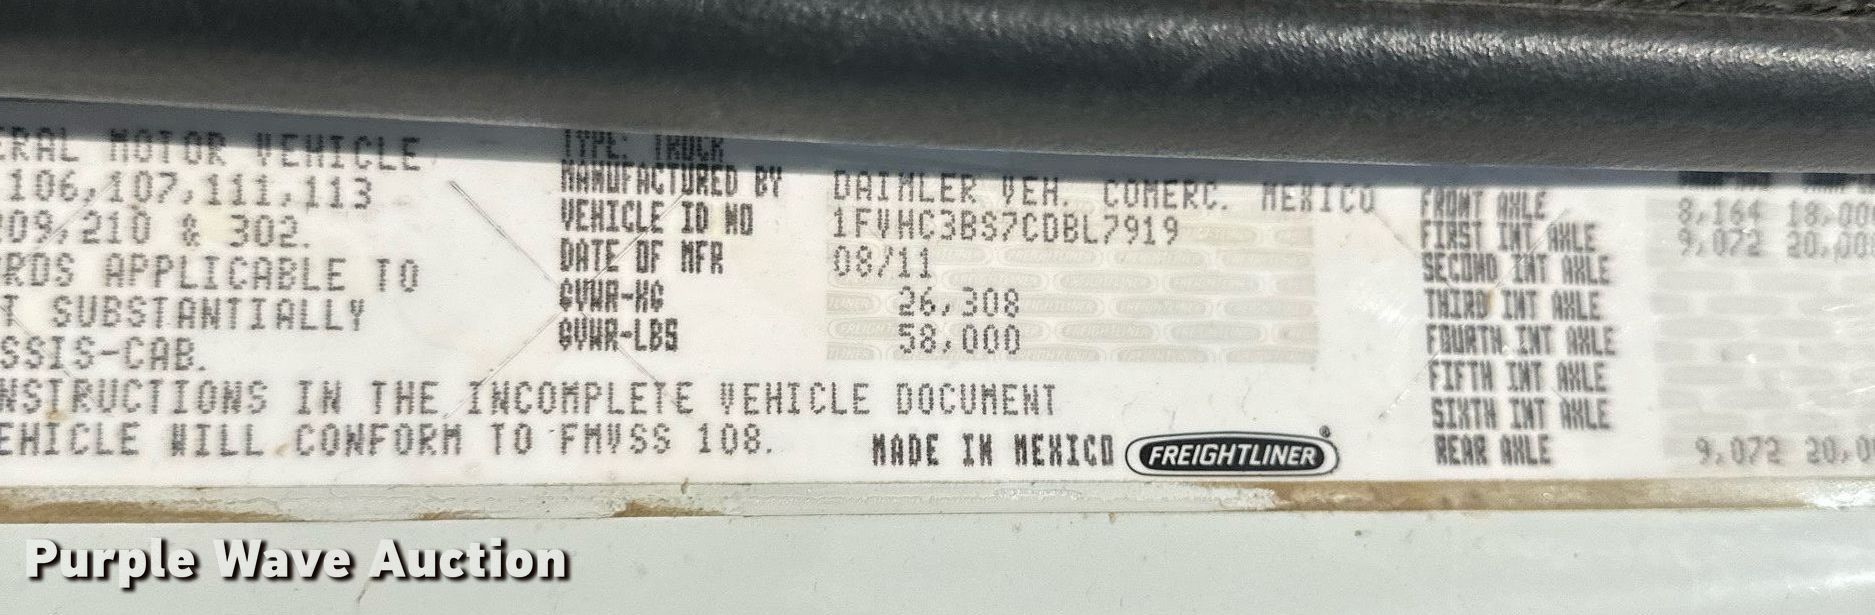 ERAL MOTOR VEHICLE
106,107,111,113
209,210 & 302.
RDS APPLICABLE TO
T SUBSTANTIALLY
SSIS-CAB.
NSTRUCTIONS IN THE INCOMPLETE VEHICLE DOCUMENT
EHICLE WILL CONFORM TO FMVSS 108.
TYPE: TRUCK
MANUFACTURED BY DAIMLER VEH. COMERC. MEXICO
VEHICLE ID NO 1FVHC3BS7CDBL7919
DATE OF MFR 08/11
GVWR-KG 26,308
GVWR-LBS 58,000
MADE IN MEXICO FREIGHTLINER®
FRONT AXLE 8,164 18,00
FIRST INT AXLE 9,072 20,000
SECOND INT AXLE
THIRD INT AXLE
FOURTH INT AXLE
FIFTH INT AXLE
SIXTH INT AXLE
REAR AXLE 9,072 20,0
Purple Wave Auction